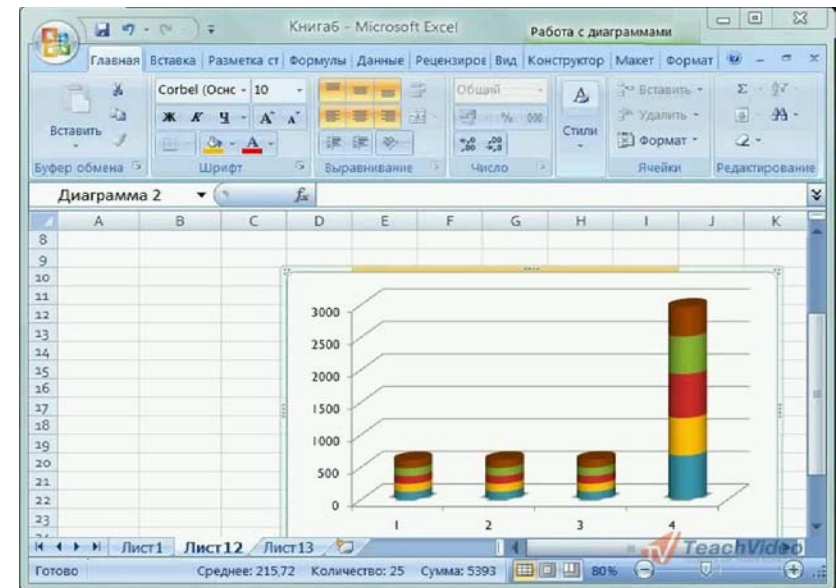 Книга6 - Microsoft Excel
Работа с диаграммами
Главная Вставка Разметка ст Формулы Данные Рецензиров Вид Конструктор Макет Формат
Corbel (Оснс 10 Общий Вставить Σ
Ж К Ч A A % 000 Удалить
Вставить Стили Формат
Буфер обмена Шрифт Выравнивание Число Ячейки Редактирование
Диаграмма 2 fx
A B C D E F G H I J K
8
9
10
11
12
13
14
15
16
17
18
19
20
21
22
23
3000
2500
2000
1500
1000
500
0
1 2 3 4
Лист1 Лист12 Лист13
TeachVideo
Готово Среднее: 215,72 Количество: 25 Сумма: 5393 80%